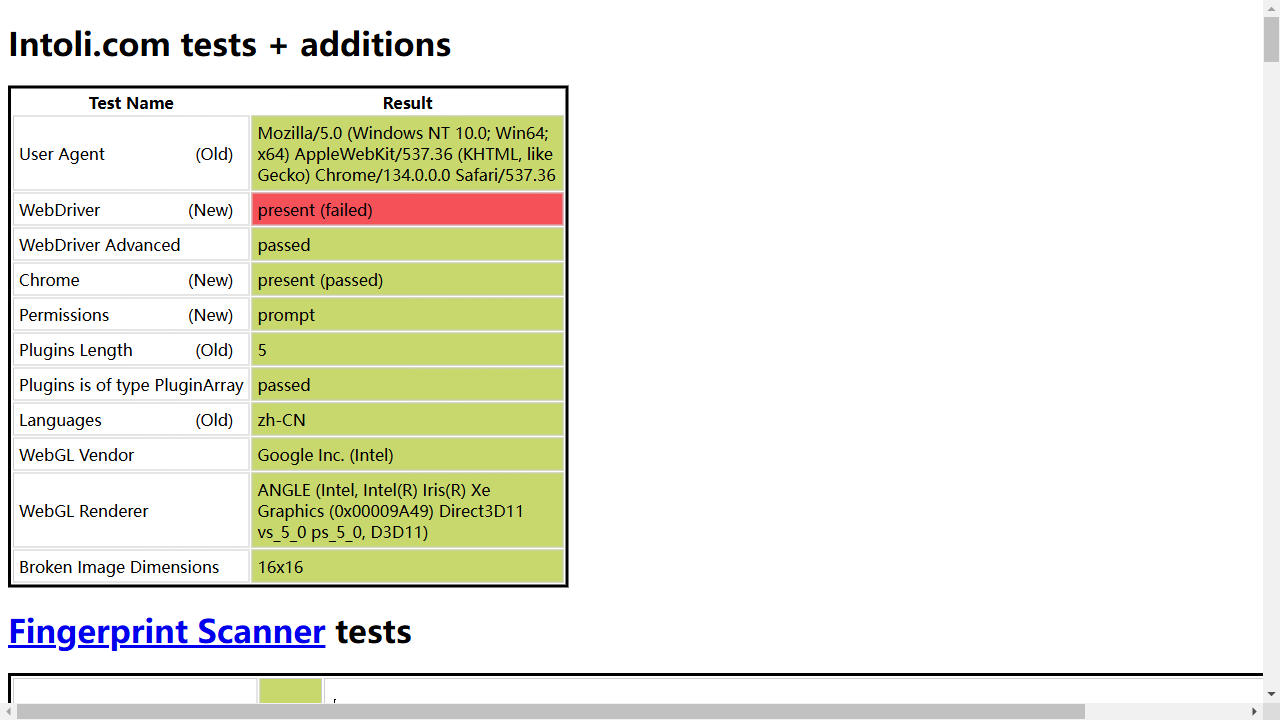 Intoli.com tests + additions
Test Name Result
User Agent (Old) Mozilla/5.0 (Windows NT 10.0; Win64;
x64) AppleWebKit/537.36 (KHTML, like
Gecko) Chrome/134.0.0.0 Safari/537.36
WebDriver (New) present (failed)
WebDriver Advanced passed
Chrome (New) present (passed)
Permissions (New) prompt
Plugins Length (Old) 5
Plugins is of type PluginArray passed
Languages (Old) zh-CN
WebGL Vendor Google Inc. (Intel)
WebGL Renderer ANGLE (Intel, Intel(R) Iris(R) Xe
Graphics (0x00009A49) Direct3D11
vs_5_0 ps_5_0, D3D11)
Broken Image Dimensions 16x16
Fingerprint Scanner tests